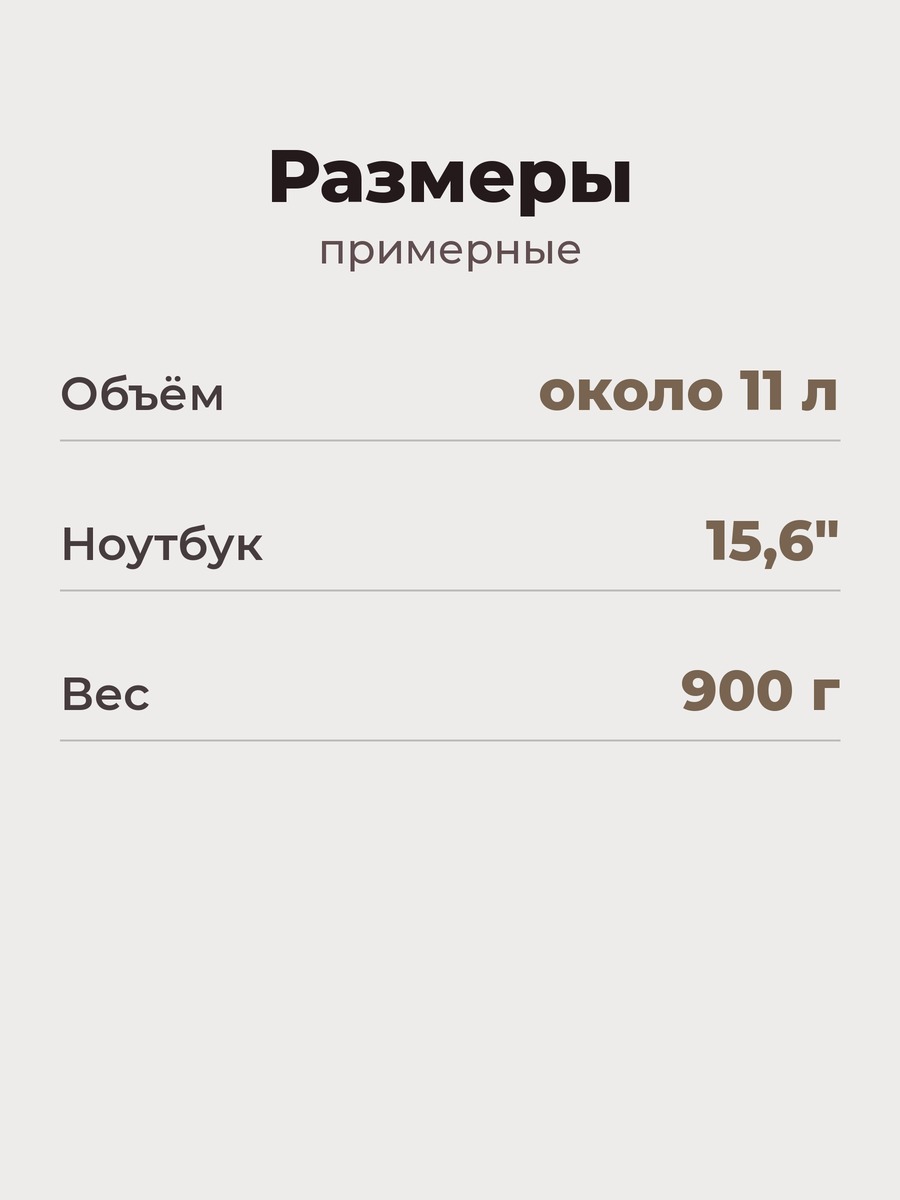 Размеры
примерные
Объём около 11 л
Ноутбук 15,6"
Вес 900 г